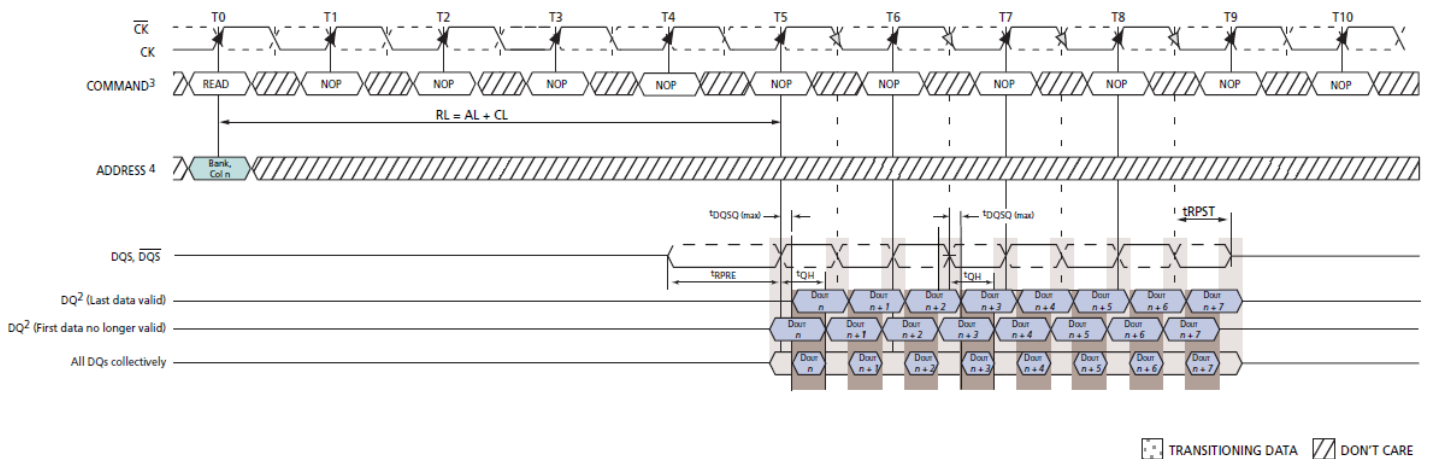 T0 T1 T2 T3 T4 T5 T6 T7 T8 T9 T10
CK
CK
COMMAND3 READ NOP NOP NOP NOP NOP NOP NOP NOP NOP NOP
RL = AL + CL
ADDRESS 4 Bank,
Col n
tDQSQ (max) tDQSQ (max) tRPST
DQS, DQS
tRPRE tQH tQH
DQ2 (Last data valid) DOUT n DOUT n + 1 DOUT n + 2 DOUT n + 3 DOUT n + 4 DOUT n + 5 DOUT n + 6 DOUT n + 7
DQ2 (First data no longer valid) DOUT n DOUT n + 1 DOUT n + 2 DOUT n + 3 DOUT n + 4 DOUT n + 5 DOUT n + 6 DOUT n + 7
All DQs collectively DOUT n DOUT n + 1 DOUT n + 2 DOUT n + 3 DOUT n + 4 DOUT n + 5 DOUT n + 6 DOUT n + 7
TRANSITIONING DATA DON'T CARE